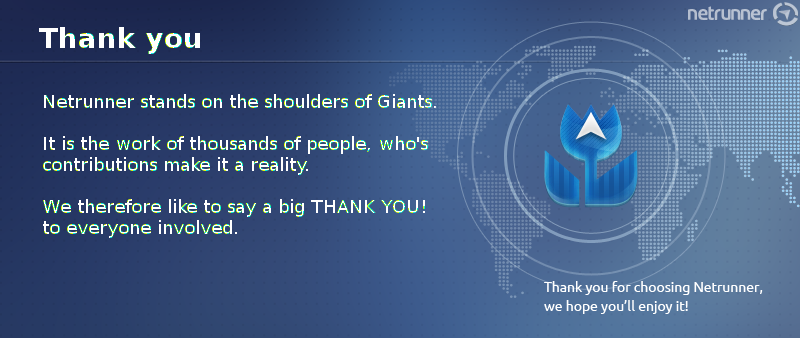 netrunner
Thank you
Netrunner stands on the shoulders of Giants.
It is the work of thousands of people, who's
contributions make it a reality.
We therefore like to say a big THANK YOU!
to everyone involved.
Thank you for choosing Netrunner,
we hope you'll enjoy it!